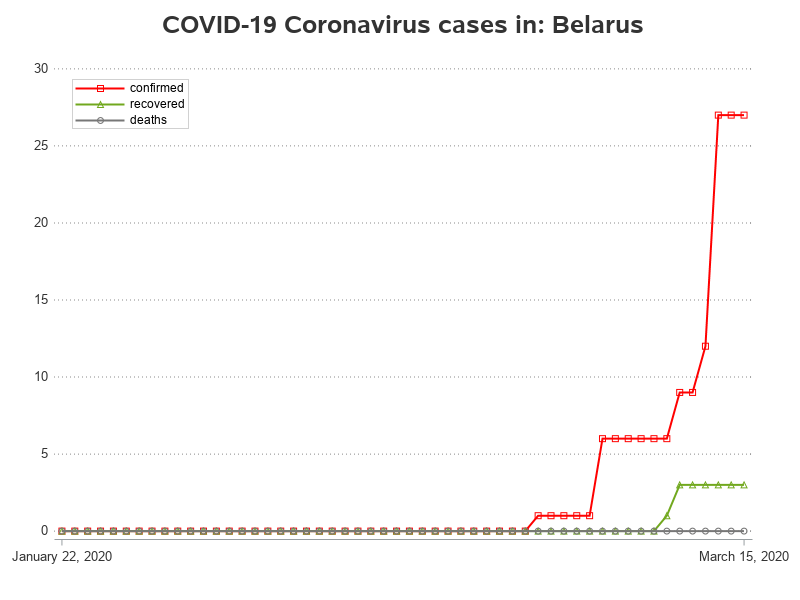 COVID-19 Coronavirus cases in: Belarus
30
confirmed
recovered
deaths
25
20
15
10
5
0
January 22, 2020
March 15, 2020